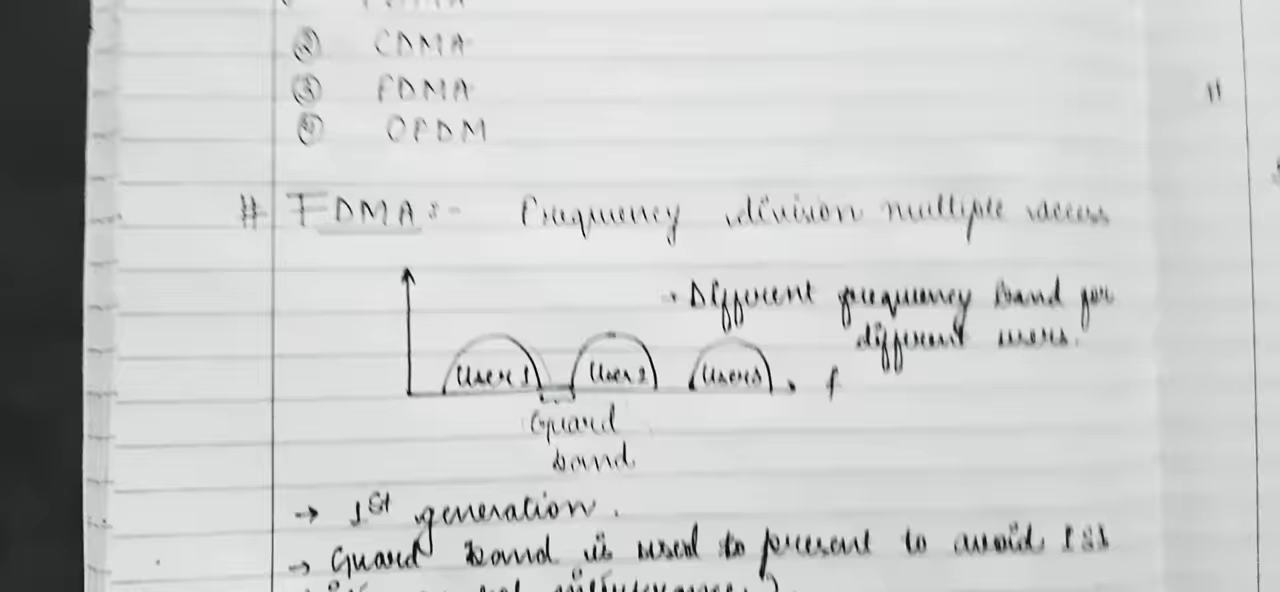 ② CDMA
③ FDMA
④ OFDM
# FDMA :- Frequency division multiple access
• Different frequency band for
different users.
User 1 User 2 User 3 f
Guard
band
→ 1st generation.
→ Guard band is used to present to avoid ISI